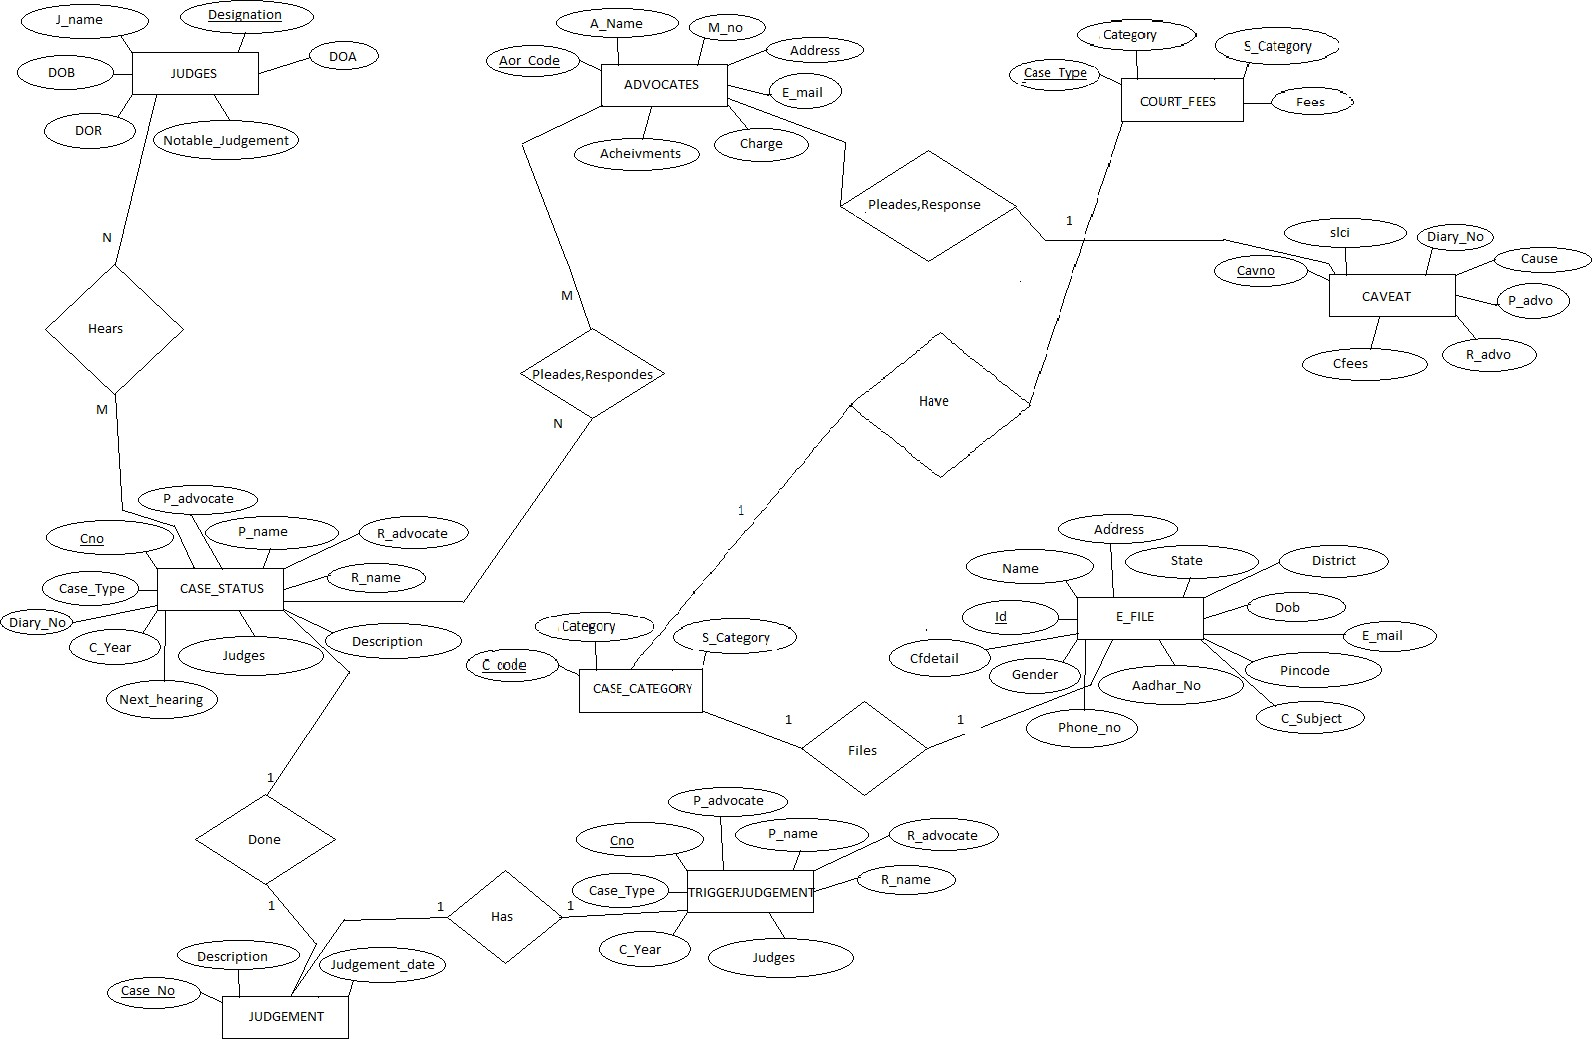 J_name
Designation
DOB
JUDGES
DOA
DOR
Notable_Judgement
A_Name
M_no
Aor_Code
ADVOCATES
Address
E_mail
Acheivments
Charge
Category
S_Category
Case_Type
COURT_FEES
Fees
Pleades,Response
1
slci
Diary_No
Cavno
Cause
CAVEAT
P_advo
Cfees
R_advo
N
Hears
M
M
Pleades,Respondes
N
Have
1
P_advocate
Cno
P_name
R_advocate
Case_Type
CASE_STATUS
R_name
Diary_No
C_Year
Judges
Description
Next_hearing
Category
S_Category
C_code
CASE_CATEGORY
Address
Name
State
District
Id
E_FILE
Dob
E_mail
Cfdetail
Gender
Aadhar_No
Pincode
Phone_no
C_Subject
1
Files
1
1
Done
1
P_advocate
Cno
P_name
R_advocate
Case_Type
TRIGGERJUDGEMENT
R_name
C_Year
Judges
1
Has
1
Description
Judgement_date
Case_No
JUDGEMENT